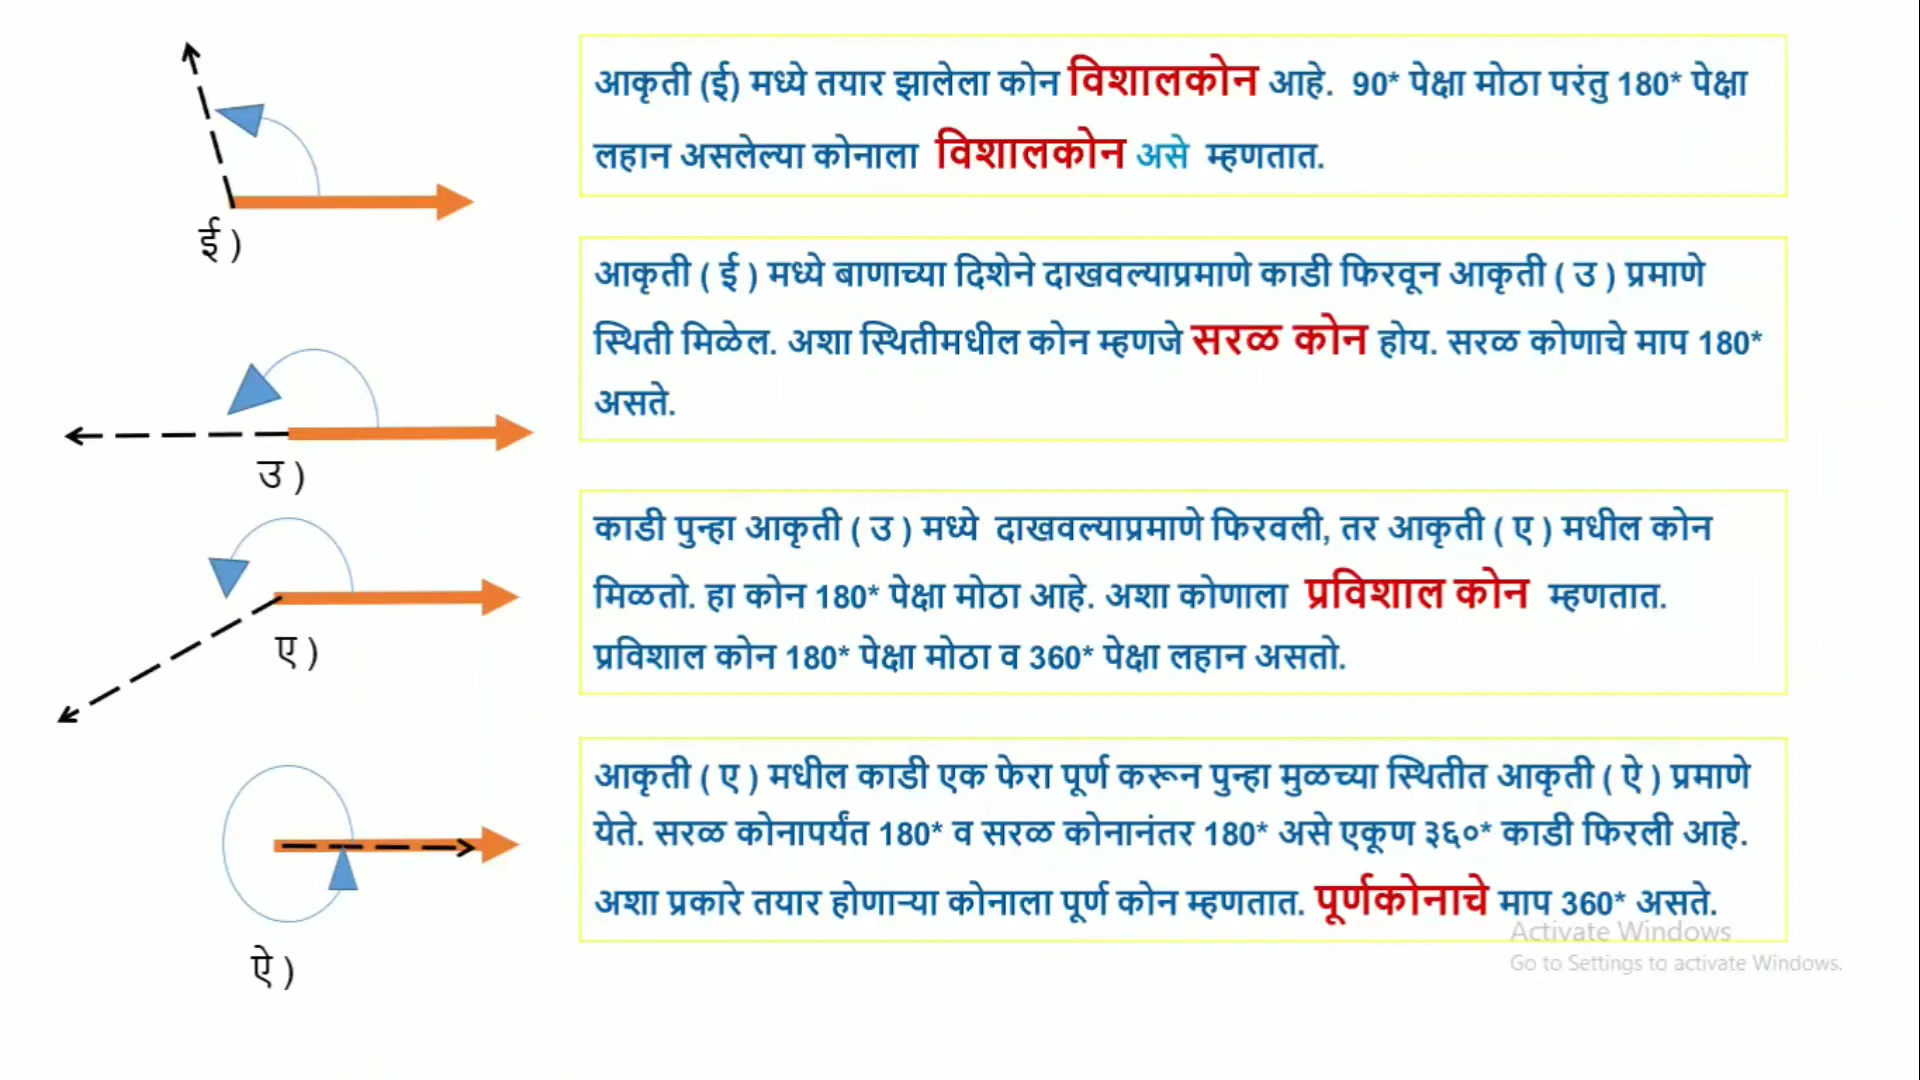 आकृती (ई) मध्ये तयार झालेला कोन विशालकोन आहे. 90* पेक्षा मोठा परंतु 180* पेक्षा
लहान असलेल्या कोनाला विशालकोन असे म्हणतात.
ई )
आकृती ( ई ) मध्ये बाणाच्या दिशेने दाखवल्याप्रमाणे काडी फिरवून आकृती ( उ ) प्रमाणे
स्थिती मिळेल. अशा स्थितीमधील कोन म्हणजे सरळ कोन होय. सरळ कोणाचे माप 180*
असते.
उ )
काडी पुन्हा आकृती ( उ ) मध्ये दाखवल्याप्रमाणे फिरवली, तर आकृती ( ए ) मधील कोन
मिळतो. हा कोन 180* पेक्षा मोठा आहे. अशा कोणाला प्रविशाल कोन म्हणतात.
प्रविशाल कोन 180* पेक्षा मोठा व 360* पेक्षा लहान असतो.
ए )
आकृती ( ए ) मधील काडी एक फेरा पूर्ण करून पुन्हा मुळच्या स्थितीत आकृती ( ऐ ) प्रमाणे
येते. सरळ कोनापर्यंत 180* व सरळ कोनानंतर 180* असे एकूण ३६०* काडी फिरली आहे.
अशा प्रकारे तयार होणाऱ्या कोनाला पूर्ण कोन म्हणतात. पूर्णकोनाचे माप 360* असते.
ऐ )
Activate Windows
Go to Settings to activate Windows.